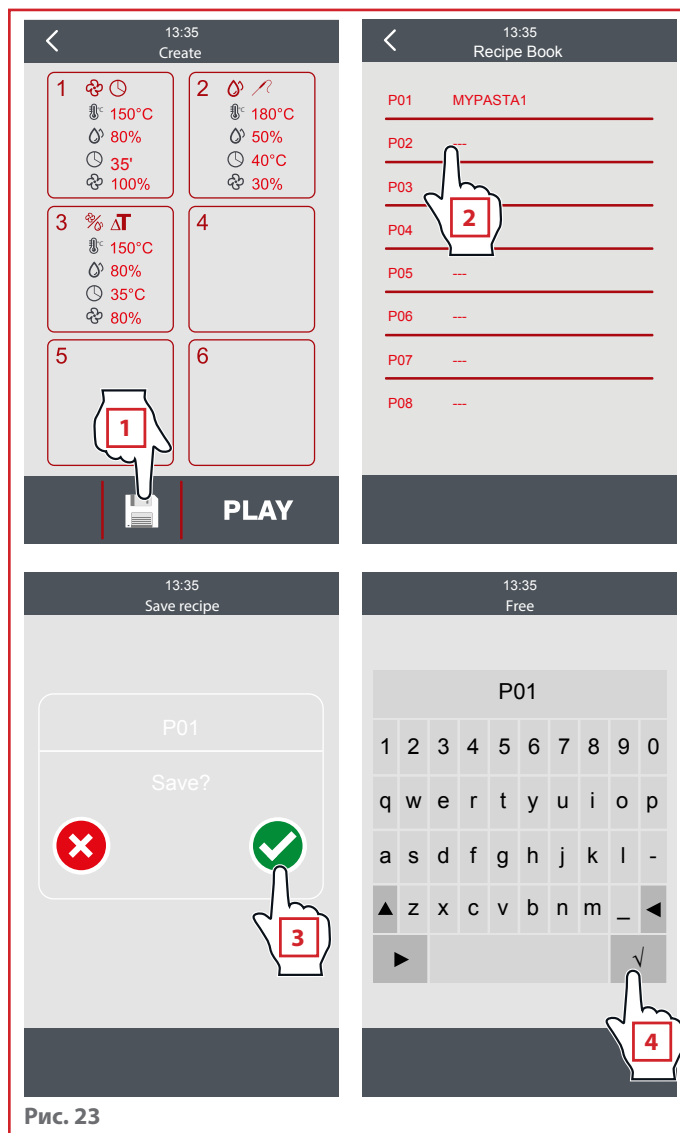 13:35
Create
1
150°C
80%
35'
100%
2
180°C
50%
40°C
30%
3
ΔT
150°C
80%
35°C
80%
4
5
6
1
PLAY
13:35
Recipe Book
P01 MYPASTA1
P02 ---
P03
P04
2
P05 ---
P06 ---
P07 ---
P08 ---
13:35
Save recipe
P01
Save?
3
13:35
Free
P01
1 2 3 4 5 6 7 8 9 0
q w e r t y u i o p
a s d f g h j k l -
▲ z x c v b n m _ ◀
▶ √
4
Рис. 23